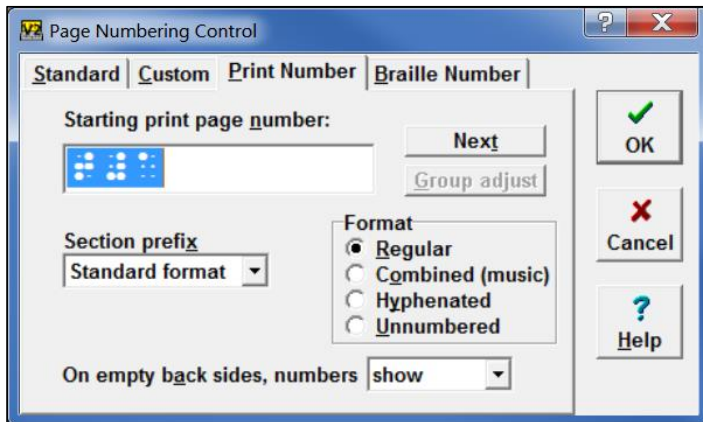 V2 Page Numbering Control
Standard Custom Print Number Braille Number
Starting print page number:
Next
Group adjust
OK
Section prefix
Standard format
Format
Regular
Combined (music)
Hyphenated
Unnumbered
Cancel
? Help
On empty back sides, numbers show